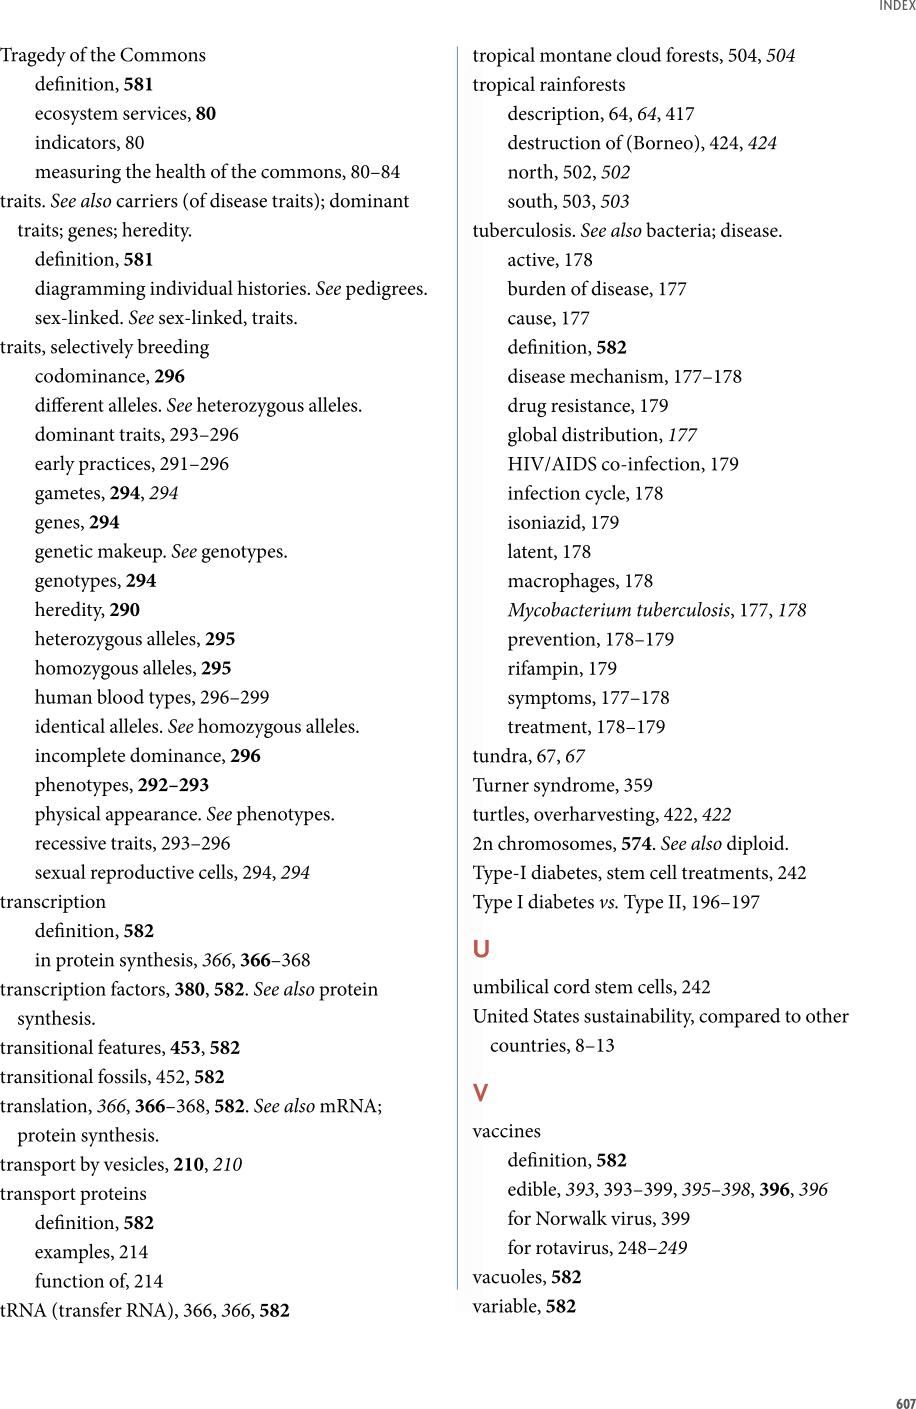 INDEX
Tragedy of the Commons
definition, 581
ecosystem services, 80
indicators, 80
measuring the health of the commons, 80–84
traits. See also carriers (of disease traits); dominant
traits; genes; heredity.
definition, 581
diagramming individual histories. See pedigrees.
sex-linked. See sex-linked, traits.
traits, selectively breeding
codominance, 296
different alleles. See heterozygous alleles.
dominant traits, 293–296
early practices, 291–296
gametes, 294, 294
genes, 294
genetic makeup. See genotypes.
genotypes, 294
heredity, 290
heterozygous alleles, 295
homozygous alleles, 295
human blood types, 296–299
identical alleles. See homozygous alleles.
incomplete dominance, 296
phenotypes, 292–293
physical appearance. See phenotypes.
recessive traits, 293–296
sexual reproductive cells, 294, 294
transcription
definition, 582
in protein synthesis, 366, 366–368
transcription factors, 380, 582. See also protein
synthesis.
transitional features, 453, 582
transitional fossils, 452, 582
translation, 366, 366–368, 582. See also mRNA;
protein synthesis.
transport by vesicles, 210, 210
transport proteins
definition, 582
examples, 214
function of, 214
tRNA (transfer RNA), 366, 366, 582
tropical montane cloud forests, 504, 504
tropical rainforests
description, 64, 64, 417
destruction of (Borneo), 424, 424
north, 502, 502
south, 503, 503
tuberculosis. See also bacteria; disease.
active, 178
burden of disease, 177
cause, 177
definition, 582
disease mechanism, 177–178
drug resistance, 179
global distribution, 177
HIV/AIDS co-infection, 179
infection cycle, 178
isoniazid, 179
latent, 178
macrophages, 178
Mycobacterium tuberculosis, 177, 178
prevention, 178–179
rifampin, 179
symptoms, 177–178
treatment, 178–179
tundra, 67, 67
Turner syndrome, 359
turtles, overharvesting, 422, 422
2n chromosomes, 574. See also diploid.
Type-I diabetes, stem cell treatments, 242
Type I diabetes vs. Type II, 196–197
U
umbilical cord stem cells, 242
United States sustainability, compared to other
countries, 8–13
V
vaccines
definition, 582
edible, 393, 393–399, 395–398, 396, 396
for Norwalk virus, 399
for rotavirus, 248–249
vacuoles, 582
variable, 582
607